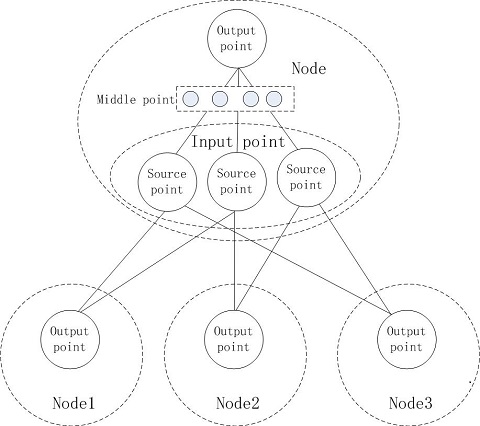 Output
point
Node
Middle point
Input point
Source
point
Source
point
Source
point
Output
point
Output
point
Output
point
Node1
Node2
Node3